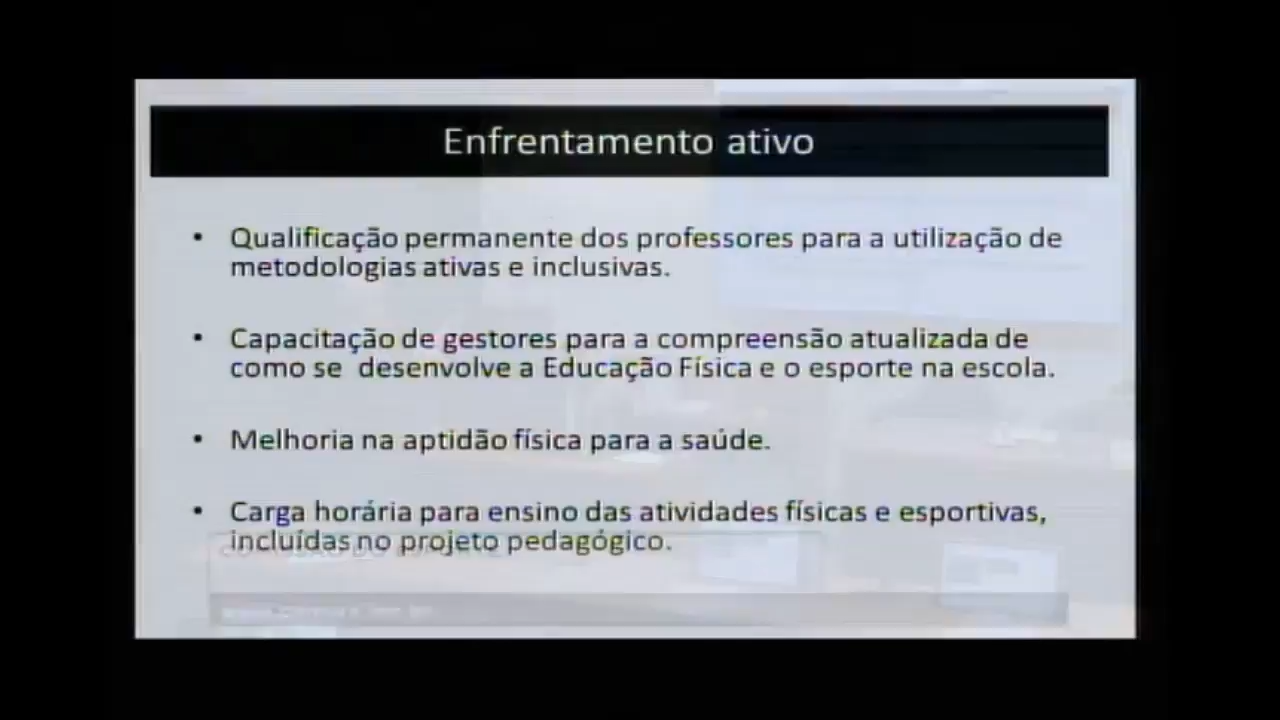 Enfrentamento ativo
• Qualificação permanente dos professores para a utilização de
metodologias ativas e inclusivas.
• Capacitação de gestores para a compreensão atualizada de
como se desenvolve a Educação Física e o esporte na escola.
• Melhoria na aptidão física para a saúde.
• Carga horária para ensino das atividades físicas e esportivas,
incluídas no projeto pedagógico.